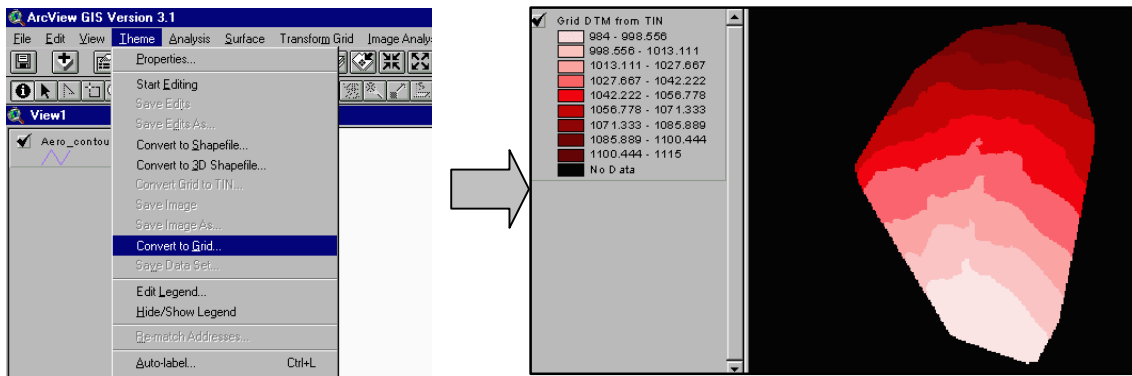 ArcView GIS Version 3.1
File Edit View Theme Analysis Surface Transform Grid Image Analy
View1
Aero_contou
Properties...
Start Editing
Save Edits
Save Edits As...
Convert to Shapefile...
Convert to 3D Shapefile...
Convert Grid to TIN...
Save Image
Save Image As...
Convert to Grid...
Save Data Set...
Edit Legend...
Hide/Show Legend
Re-match Addresses...
Auto-label... Ctrl+L
Grid DTM from TIN
984 - 998.556
998.556 - 1013.111
1013.111 - 1027.667
1027.667 - 1042.222
1042.222 - 1056.778
1056.778 - 1071.333
1071.333 - 1085.889
1085.889 - 1100.444
1100.444 - 1115
No Data